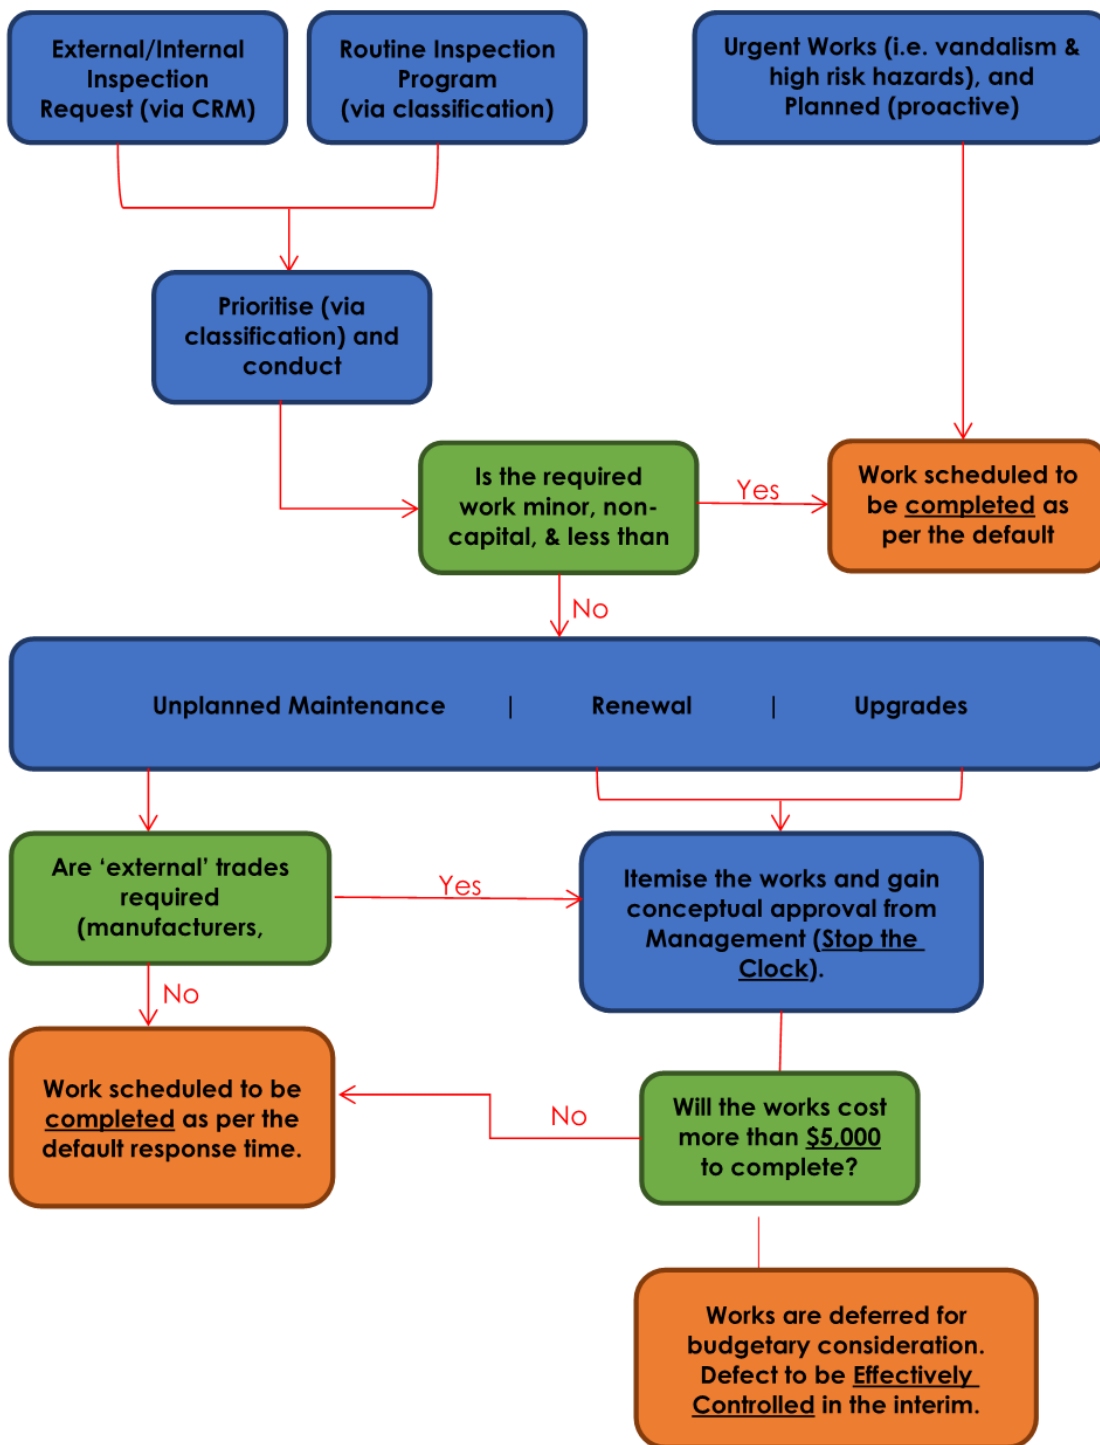 External/Internal
Inspection
Request (via CRM)
Routine Inspection
Program
(via classification)
Urgent Works (i.e. vandalism &
high risk hazards), and
Planned (proactive)
Prioritise (via
classification) and
conduct
Is the required
work minor, non-
capital, & less than
Yes
Work scheduled to
be completed as
per the default
No
Unplanned Maintenance | Renewal | Upgrades
Are ‘external’ trades
required
(manufacturers,
Yes
Itemise the works and gain
conceptual approval from
Management (Stop the
Clock).
No
Work scheduled to be
completed as per the
default response time.
No
Will the works cost
more than $5,000
to complete?
Works are deferred for
budgetary consideration.
Defect to be Effectively
Controlled in the interim.